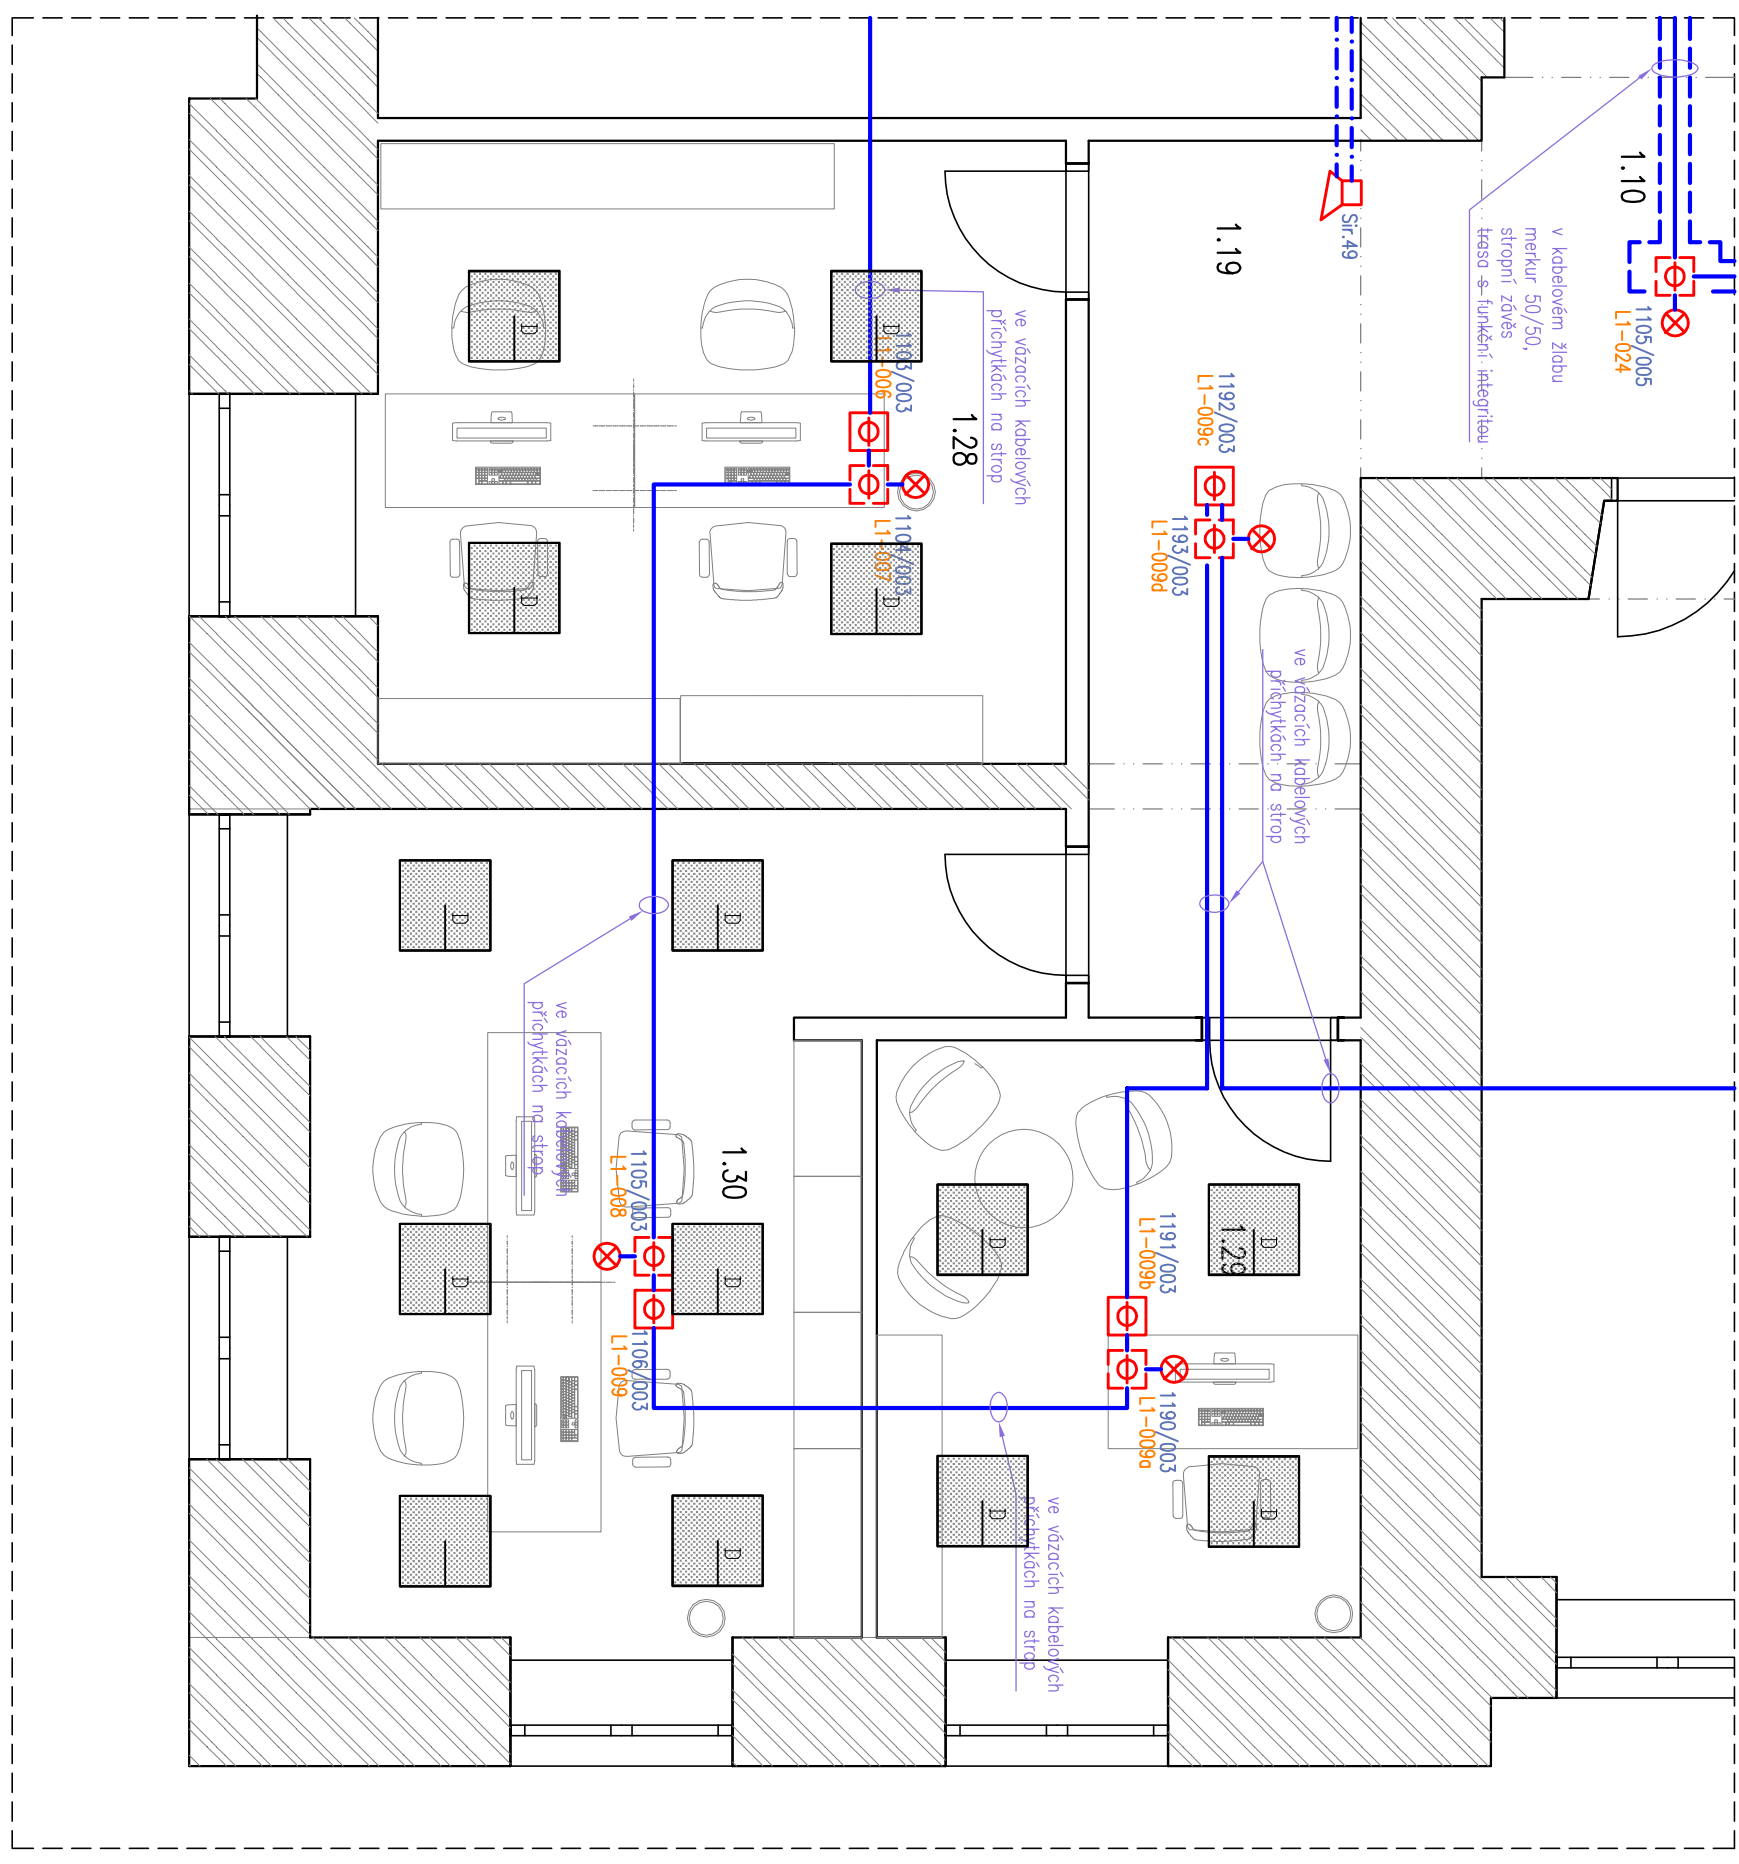 1.10
v kabelovém žlabu
merkur 50/50,
stropní závěs
trasa s funkční integritou
1105/005
L1-024
Sir.49
1.19
1192/003
L1-009c
1193/003
L1-009d
ve vázacích kabelových
příchytkách na strop
ve vázacích kabelových
příchytkách na strop
1.28
1103/003
L1-006
1104/003
L1-007
D
D
D
D
ve vázacích kabelových
příchytkách na strop
1.30
1105/003
L1-008
1106/003
L1-009
D
D
D
D
1.29
D
D
D
D
1191/003
L1-009b
1190/003
L1-009a
ve vázacích kabelových
příchytkách na strop